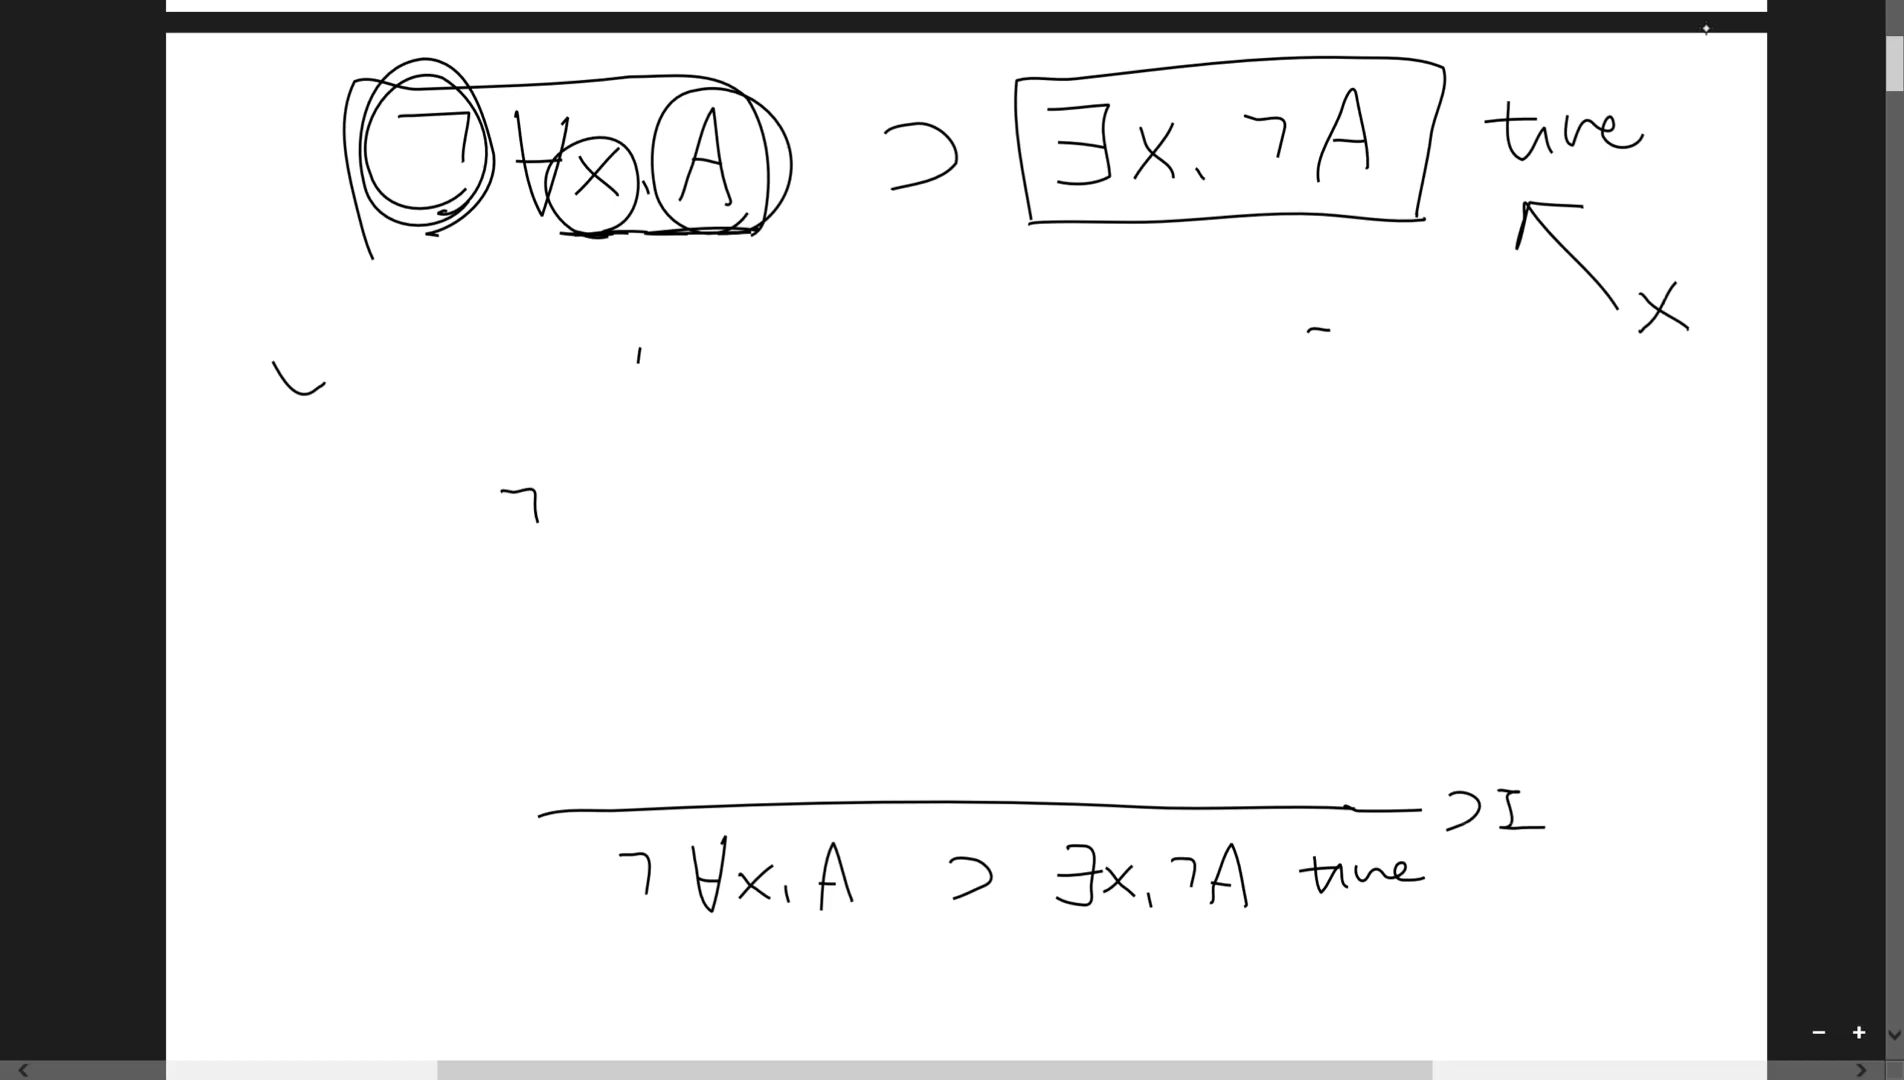 ¬∀x.A ⊃ ∃x.¬A true
x
¬
⊃I
¬∀x.A ⊃ ∃x.¬A true